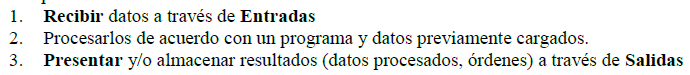 1. Recibir datos a través de Entradas
2. Procesarlos de acuerdo con un programa y datos previamente cargados.
3. Presentar y/o almacenar resultados (datos procesados, órdenes) a través de Salidas